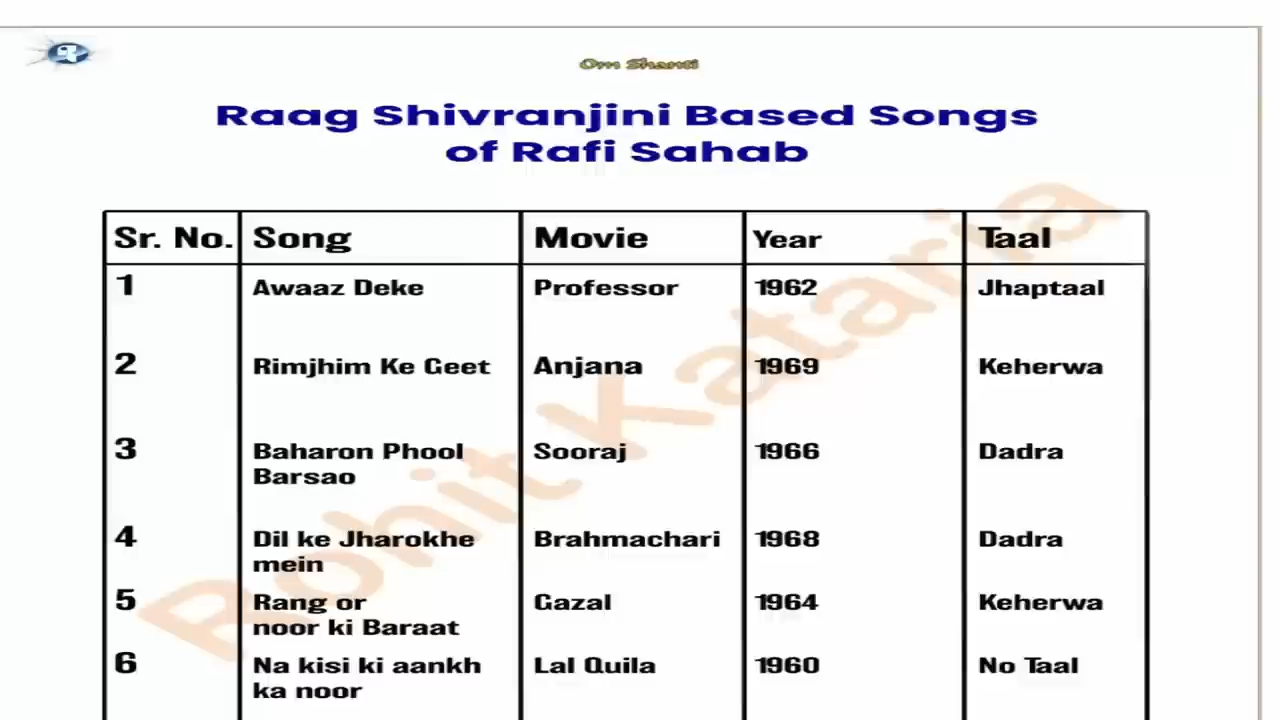 Om Shanti
Raag Shivranjini Based Songs
of Rafi Sahab
Sr. No. Song Movie Year Taal
1 Awaaz Deke Professor 1962 Jhaptaal
2 Rimjhim Ke Geet Anjana 1969 Keherwa
3 Baharon Phool Sooraj 1966 Dadra
Barsao
4 Dil ke Jharokhe Brahmachari 1968 Dadra
mein
5 Rang or Gazal 1964 Keherwa
noor ki Baraat
6 Na kisi ki aankh Lal Quila 1960 No Taal
ka noor
Rohit Kataria